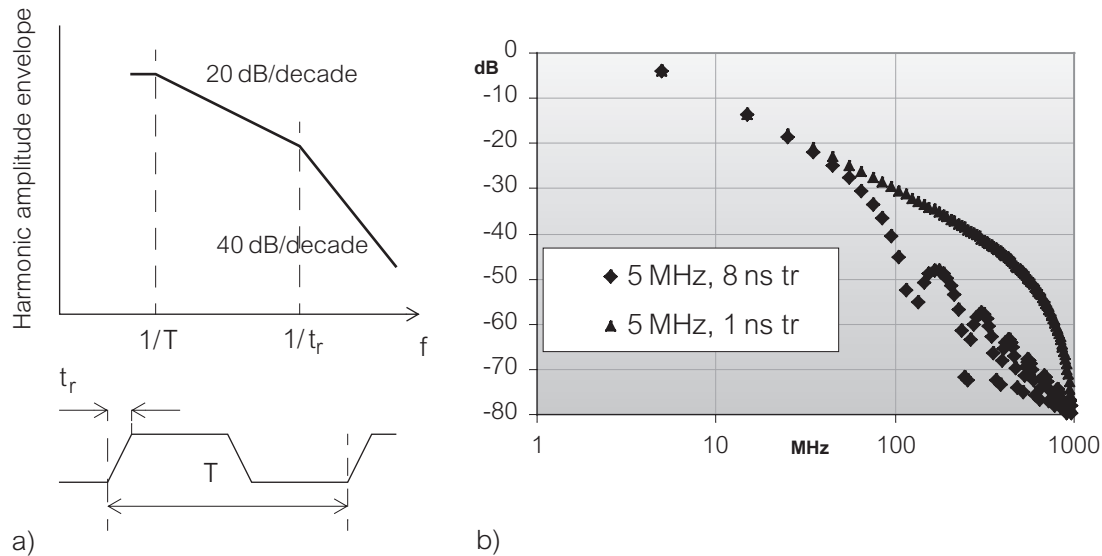 a)
Harmonic amplitude envelope
20 dB/decade
40 dB/decade
1/T
1/tr
f
tr
T
b)
dB
0
-10
-20
-30
-40
-50
-60
-70
-80
5 MHz, 8 ns tr
5 MHz, 1 ns tr
1
10
MHz
100
1000